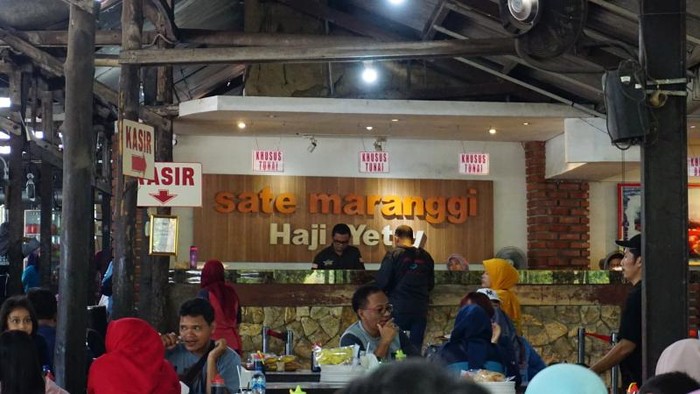 KASIR
KASIR
KHUSUS
TUNAI
KHUSUS
TUNAI
KHUSUS
TUNAI
sate maranggi
Haji Yetty